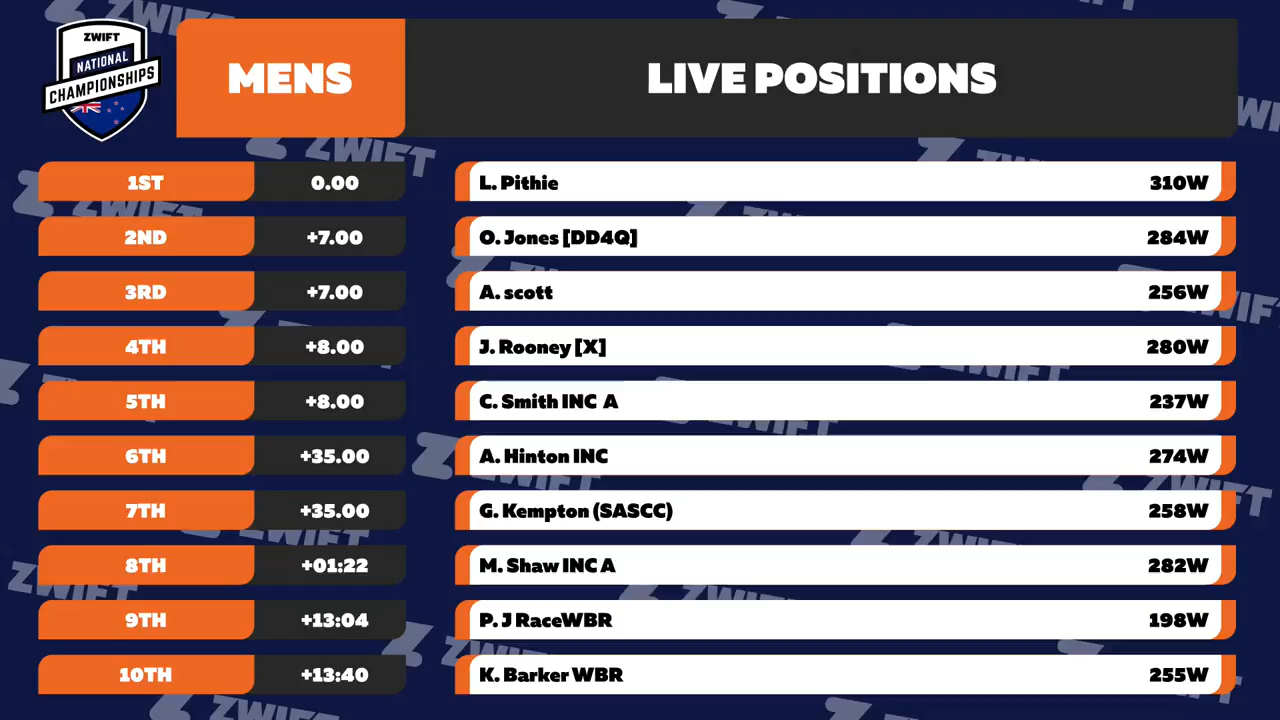 ZWIFT
NATIONAL
CHAMPIONSHIPS
MENS
LIVE POSITIONS
1ST 0.00 L. Pithie 310W
2ND +7.00 O. Jones [DD4Q] 284W
3RD +7.00 A. scott 256W
4TH +8.00 J. Rooney [X] 280W
5TH +8.00 C. Smith INC A 237W
6TH +35.00 A. Hinton INC 274W
7TH +35.00 G. Kempton (SASCC) 258W
8TH +01:22 M. Shaw INC A 282W
9TH +13:04 P. J RaceWBR 198W
10TH +13:40 K. Barker WBR 255W